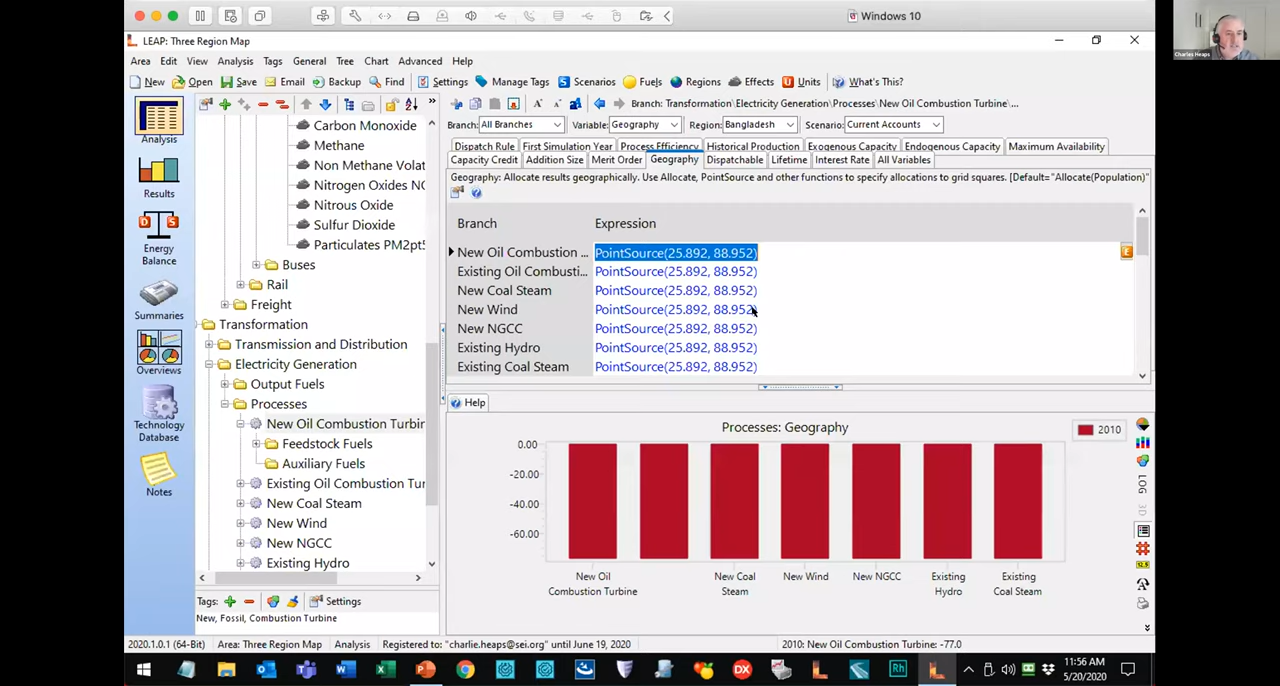 Windows 10
Charles Heaps
LEAP: Three Region Map
Area Edit View Analysis Tags General Tree Chart Advanced Help
New Open Save Email Backup Find Settings Manage Tags Scenarios Fuels Regions Effects Units What's This?
Branch: Transformation\Electricity Generation\Processes\New Oil Combustion Turbine\...
Branch: All Branches Variable: Geography Region: Bangladesh Scenario: Current Accounts
Dispatch Rule First Simulation Year Process Efficiency Historical Production Exogenous Capacity Endogenous Capacity Maximum Availability
Capacity Credit Addition Size Merit Order Geography Dispatchable Lifetime Interest Rate All Variables
Geography: Allocate results geographically. Use Allocate, PointSource and other functions to specify allocations to grid squares. [Default="Allocate(Population)"
Analysis
Results
Energy
Balance
Summaries
Overviews
Technology
Database
Notes
Carbon Monoxide
Methane
Non Methane Volat
Nitrogen Oxides NO
Nitrous Oxide
Sulfur Dioxide
Particulates PM2pt5
Buses
Rail
Freight
Transformation
Transmission and Distribution
Electricity Generation
Output Fuels
Processes
New Oil Combustion Turbin
Feedstock Fuels
Auxiliary Fuels
Existing Oil Combustion Tur
New Coal Steam
New Wind
New NGCC
Existing Hydro
Tags: Settings
New, Fossil, Combustion Turbine
Branch Expression
New Oil Combustion ... PointSource(25.892, 88.952)
Existing Oil Combusti... PointSource(25.892, 88.952)
New Coal Steam PointSource(25.892, 88.952)
New Wind PointSource(25.892, 88.952)
New NGCC PointSource(25.892, 88.952)
Existing Hydro PointSource(25.892, 88.952)
Existing Coal Steam PointSource(25.892, 88.952)
Help
Processes: Geography
2010
0.00
-20.00
-40.00
-60.00
New Oil
Combustion Turbine
New Coal
Steam
New Wind
New NGCC
Existing
Hydro
Existing
Coal Steam
LOG
3D
2020.1.0.1 (64-Bit) Area: Three Region Map Analysis Registered to: "charlie.heaps@sei.org" until June 19, 2020 2010: New Oil Combustion Turbine: -77.0
DX
Rh
11:56 AM
5/20/2020